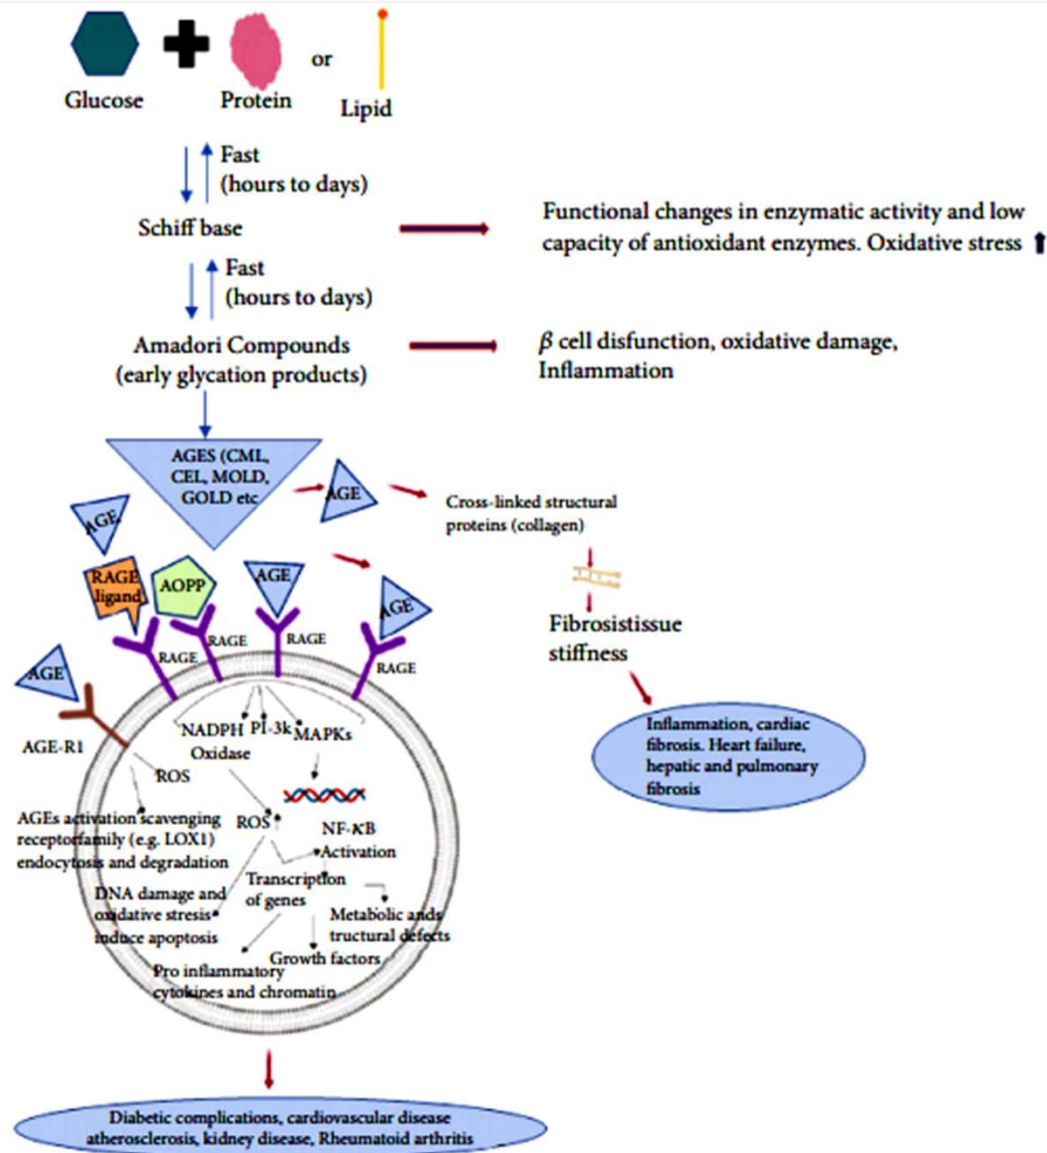 Glucose
Protein
or
Lipid
Fast
(hours to days)
Schiff base
Functional changes in enzymatic activity and low
capacity of antioxidant enzymes. Oxidative stress
Fast
(hours to days)
Amadori Compounds
(early glycation products)
β cell disfunction, oxidative damage,
Inflammation
AGES (CML,
CEL, MOLD,
GOLD etc
AGE
Cross-linked structural
proteins (collagen)
AGE
RAGE
ligand
AOPP
AGE
AGE
Fibrosistissue
stiffness
RAGE
RAGE
RAGE
RAGE
AGE
AGE-R1
Inflammation, cardiac
fibrosis. Heart failure,
hepatic and pulmonary
fibrosis
NADPH
Oxidase
PI-3k
MAPKs
ROS
AGEs activation scavenging
receptorfamily (e.g. LOX1)
endocytosis and degradation
ROS
NF-KB
Activation
Transcription
of genes
DNA damage and
oxidative stresis
induce apoptosis
Metabolic ands
tructural defects
Growth factors
Pro inflammatory
cytokines and chromatin
Diabetic complications, cardiovascular disease
atherosclerosis, kidney disease, Rheumatoid arthritis